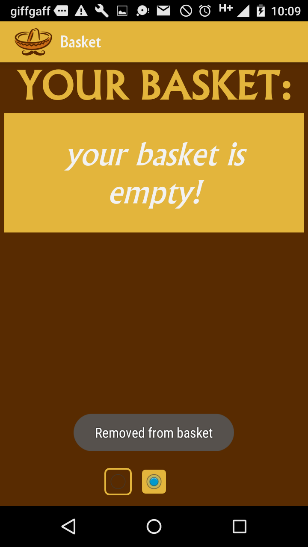 giffgaff H+ 10:09
Basket
YOUR BASKET:
your basket is
empty!
Removed from basket